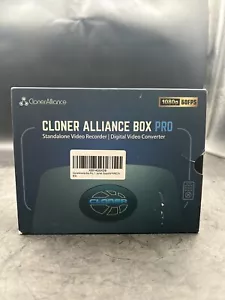 ClonerAlliance
1080p 60FPS
CLONER ALLIANCE BOX PRO
Standalone Video Recorder | Digital Video Converter
CLONER